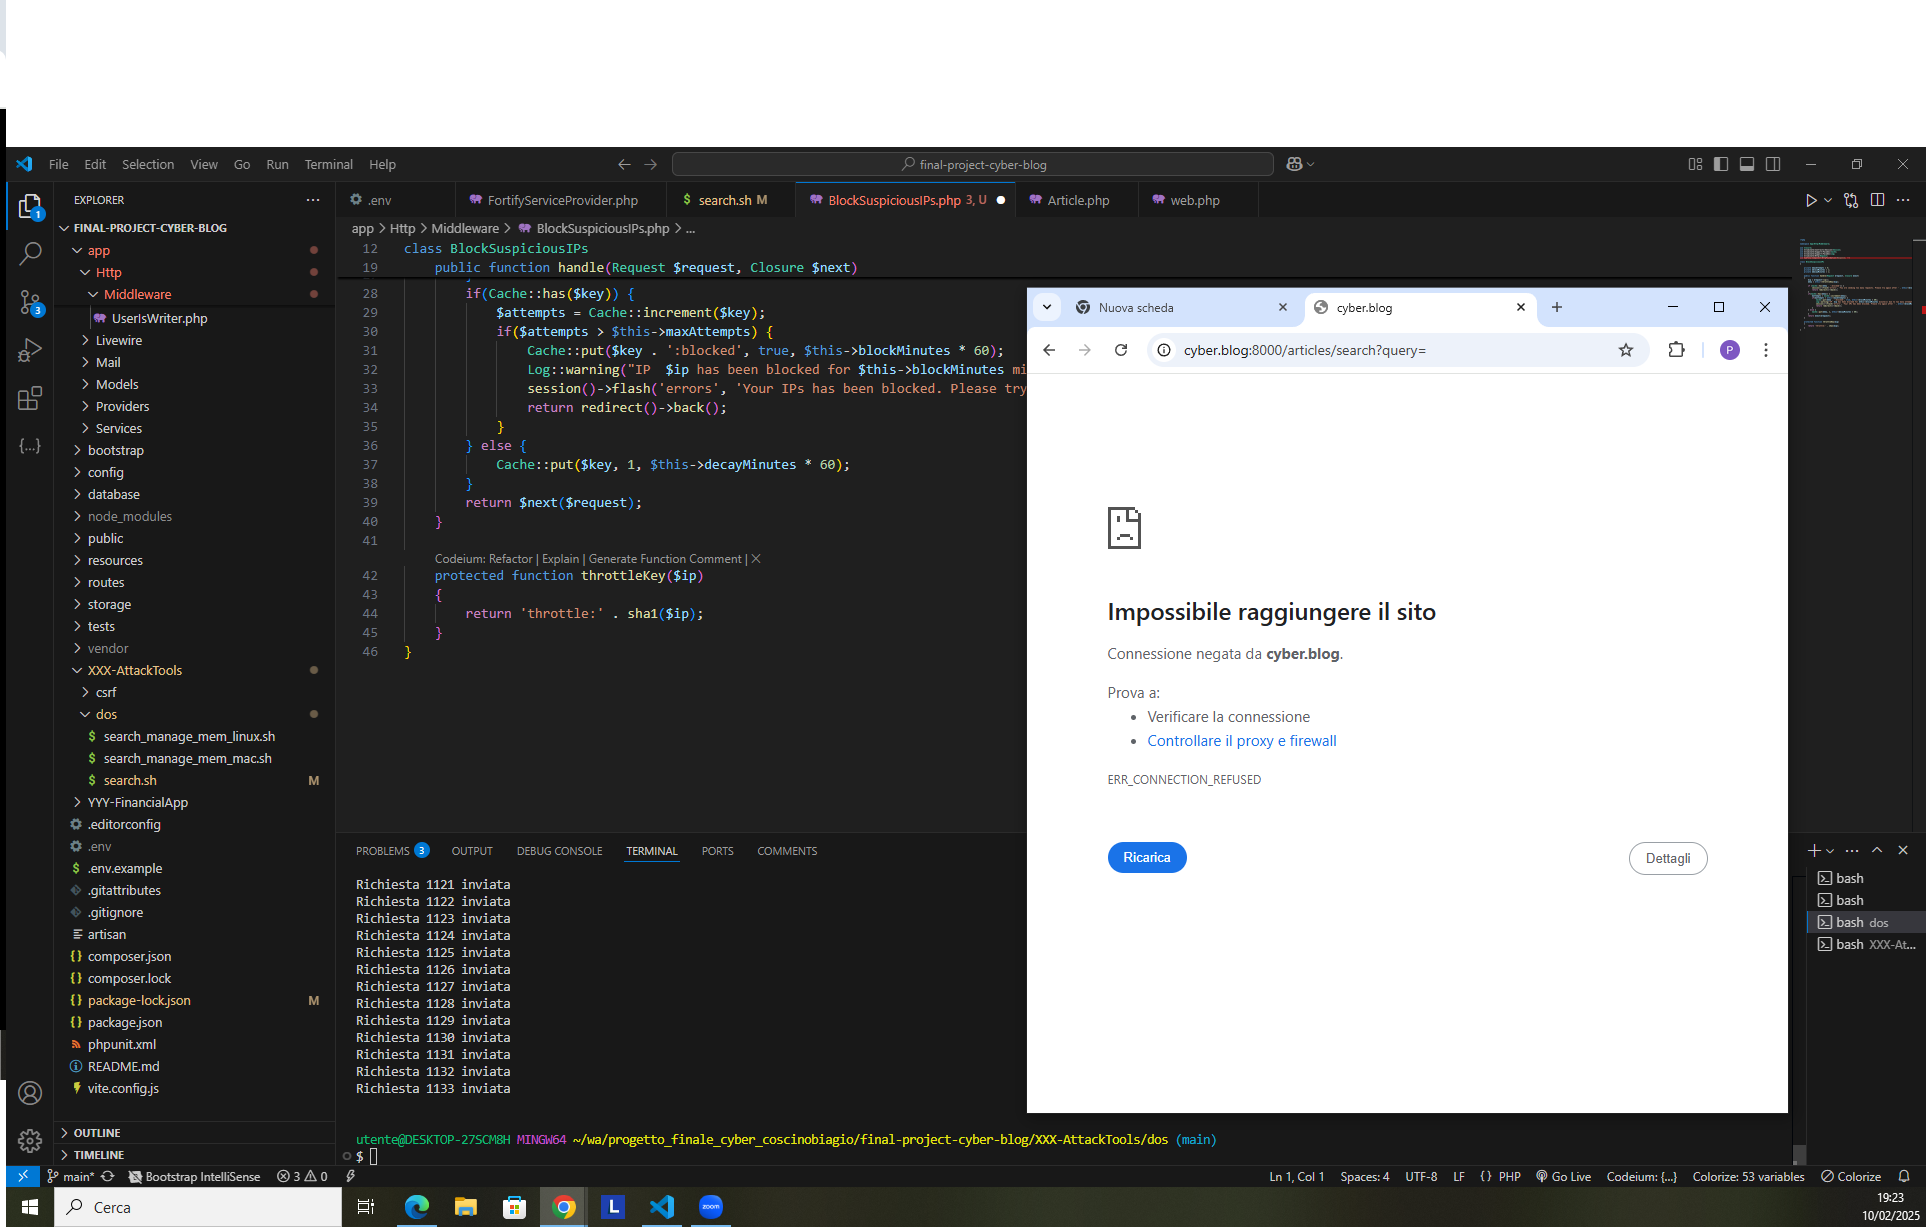 File Edit Selection View Go Run Terminal Help
final-project-cyber-blog
EXPLORER
.env
FortifyServiceProvider.php
search.sh M
BlockSuspiciousIPs.php 3, U
Article.php
web.php
app > Http > Middleware > BlockSuspiciousIPs.php > ...
FINAL-PROJECT-CYBER-BLOG
app
Http
Middleware
UserIsWriter.php
Livewire
Mail
Models
Providers
Services
bootstrap
config
database
node_modules
public
resources
routes
storage
tests
vendor
XXX-AttackTools
csrf
dos
search_manage_mem_linux.sh
search_manage_mem_mac.sh
search.sh M
YYY-FinancialApp
.editorconfig
.env
.env.example
.gitattributes
.gitignore
artisan
composer.json
composer.lock
package-lock.json M
package.json
phpunit.xml
README.md
vite.config.js
OUTLINE
TIMELINE
1
3
12 class BlockSuspiciousIPs
19 public function handle(Request $request, Closure $next)
28 if(Cache::has($key)) {
29 $attempts = Cache::increment($key);
30 if($attempts > $this->maxAttempts) {
31 Cache::put($key . ':blocked', true, $this->blockMinutes * 60);
32 Log::warning("IP  $ip has been blocked for $this->blockMinutes mi
33 session()->flash('errors', 'Your IPs has been blocked. Please try
34 return redirect()->back();
35 }
36 } else {
37 Cache::put($key, 1, $this->decayMinutes * 60);
38 }
39 return $next($request);
40 }
41
Codeium: Refactor | Explain | Generate Function Comment | X
42 protected function throttleKey($ip)
43 {
44 return 'throttle:' . sha1($ip);
45 }
46 }
Nuova scheda
cyber.blog
cyber.blog:8000/articles/search?query=
P
Impossibile raggiungere il sito
Connessione negata da cyber.blog.
Prova a:
• Verificare la connessione
• Controllare il proxy e firewall
ERR_CONNECTION_REFUSED
Ricarica
Dettagli
PROBLEMS 3 OUTPUT DEBUG CONSOLE TERMINAL PORTS COMMENTS
Richiesta 1121 inviata
Richiesta 1122 inviata
Richiesta 1123 inviata
Richiesta 1124 inviata
Richiesta 1125 inviata
Richiesta 1126 inviata
Richiesta 1127 inviata
Richiesta 1128 inviata
Richiesta 1129 inviata
Richiesta 1130 inviata
Richiesta 1131 inviata
Richiesta 1132 inviata
Richiesta 1133 inviata
utente@DESKTOP-27SCM8H MINGW64 ~/wa/progetto_finale_cyber_coscinobiagio/final-project-cyber-blog/XXX-AttackTools/dos (main)
$
bash
bash
bash dos
bash XXX-At...
main* Bootstrap IntelliSense 3 0
Ln 1, Col 1 Spaces: 4 UTF-8 LF {} PHP Go Live Codeium: {...} Colorize: 53 variables Colorize
Cerca
L
zoom
19:23
10/02/2025